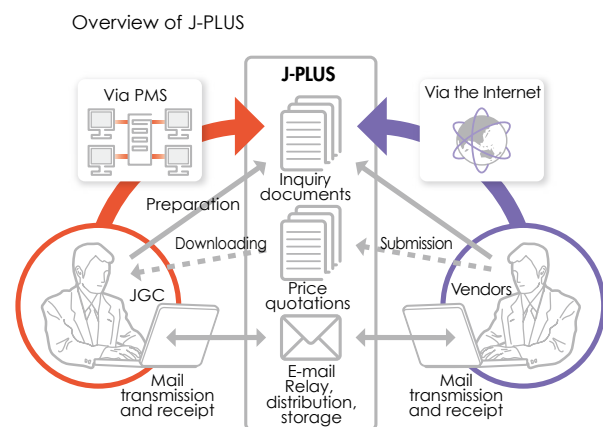 Overview of J-PLUS
J-PLUS
Via PMS
Via the Internet
Inquiry
documents
Preparation
Downloading
Submission
JGC
Price
quotations
Vendors
Mail
transmission
and receipt
E-mail
Relay,
distribution,
storage
Mail
transmission
and receipt